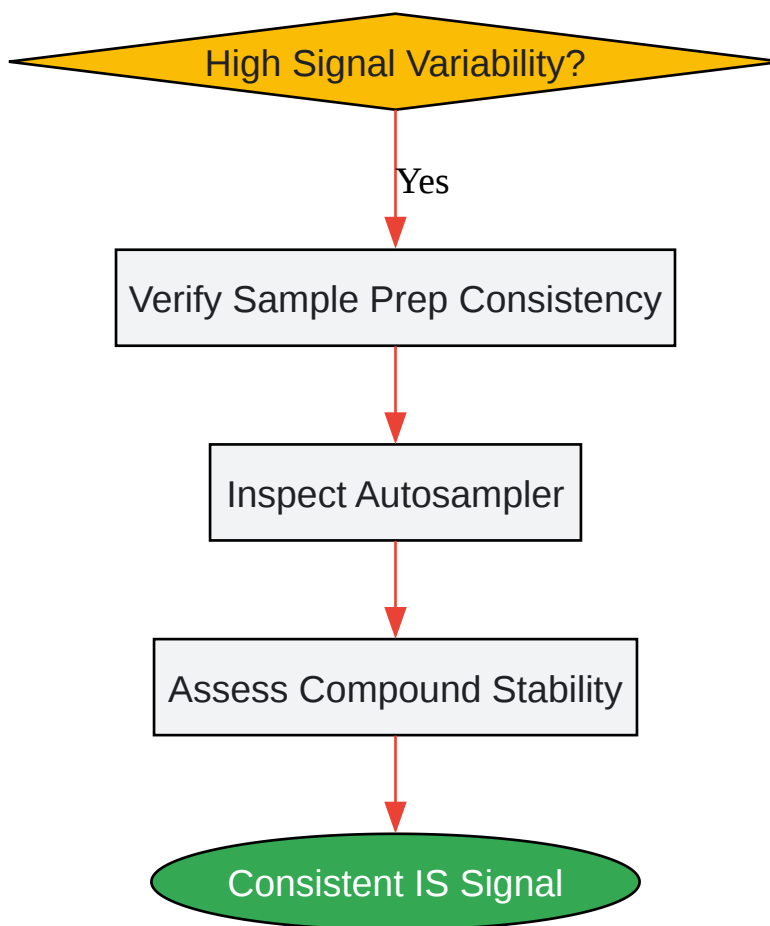 High Signal Variability?
Yes
Verify Sample Prep Consistency
Inspect Autosampler
Assess Compound Stability
Consistent IS Signal